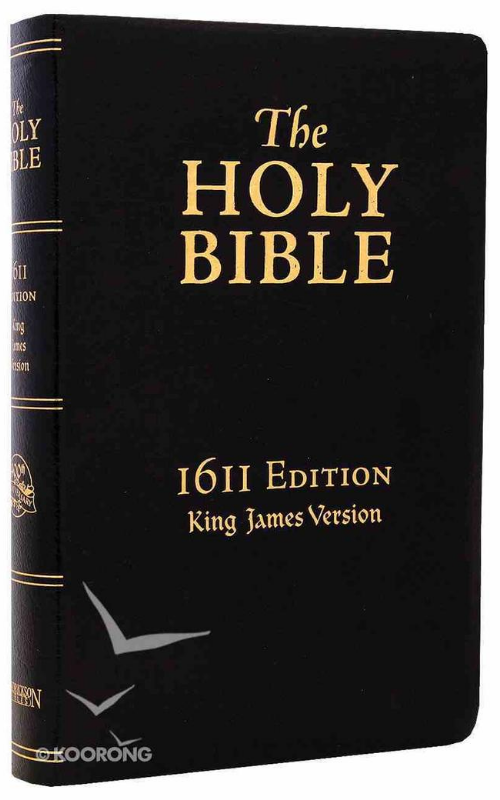 The
HOLY
BIBLE
1611 EDITION
King James Version
The
HOLY
BIBLE
1611
EDITION
King
James
Version
© KOORONG